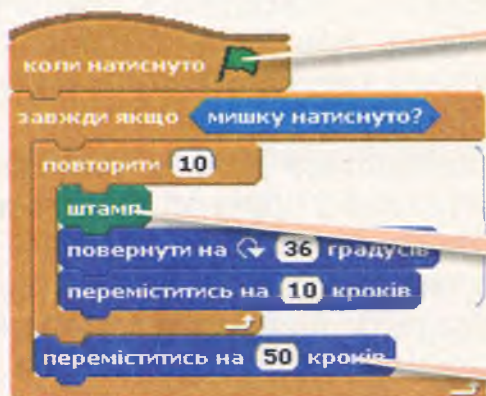 коли натиснуто
завжди якщо мишку натиснуто?
повторити 10
штамп
повернути на 36 градусів
переміститись на 10 кроків
переміститись на 50 кроків